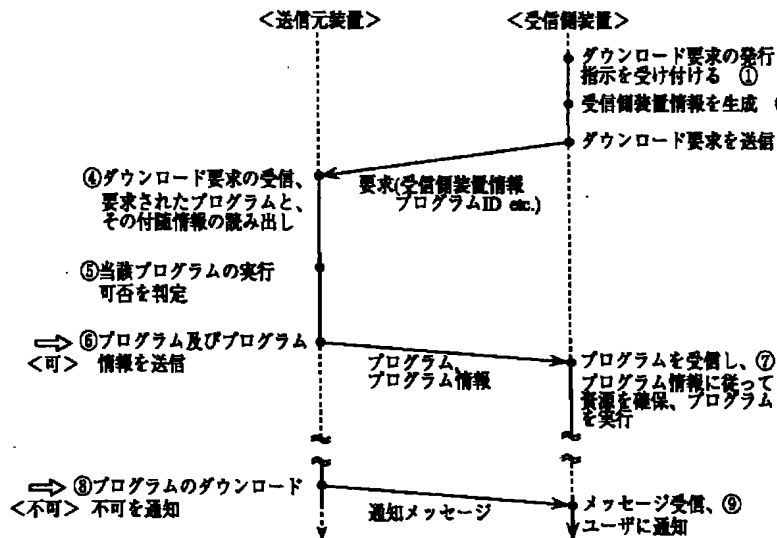 ＜送信元装置＞
＜受信側装置＞
ダウンロード要求の発行
指示を受け付ける ①
受信側装置情報を生成
ダウンロード要求を送信
④ダウンロード要求の受信、
要求されたプログラムと、
その付随情報の読み出し
要求(受信側装置情報
プログラムID etc.)
⑤当該プログラムの実行
可否を判定
⑥プログラム及びプログラム
＜可＞ 情報を送信
プログラム、
プログラム情報
プログラムを受信し、⑦
プログラム情報に従って
資源を確保、プログラム
を実行
⑧プログラムのダウンロード
＜不可＞ 不可を通知
通知メッセージ
メッセージ受信、⑨
ユーザに通知